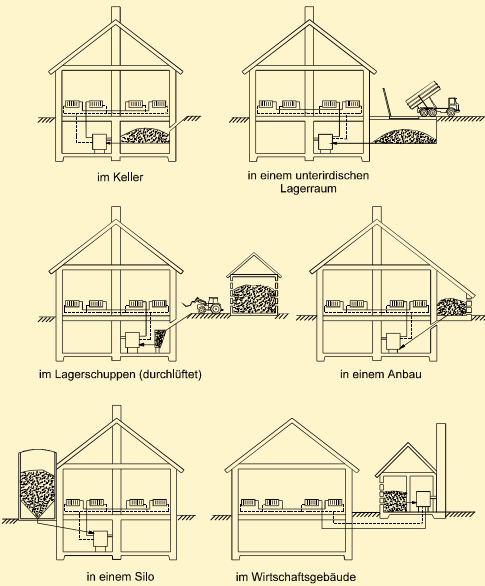 im Keller
in einem unterirdischen
Lagerraum
im Lagerschuppen (durchlüftet)
in einem Anbau
in einem Silo
im Wirtschaftsgebäude